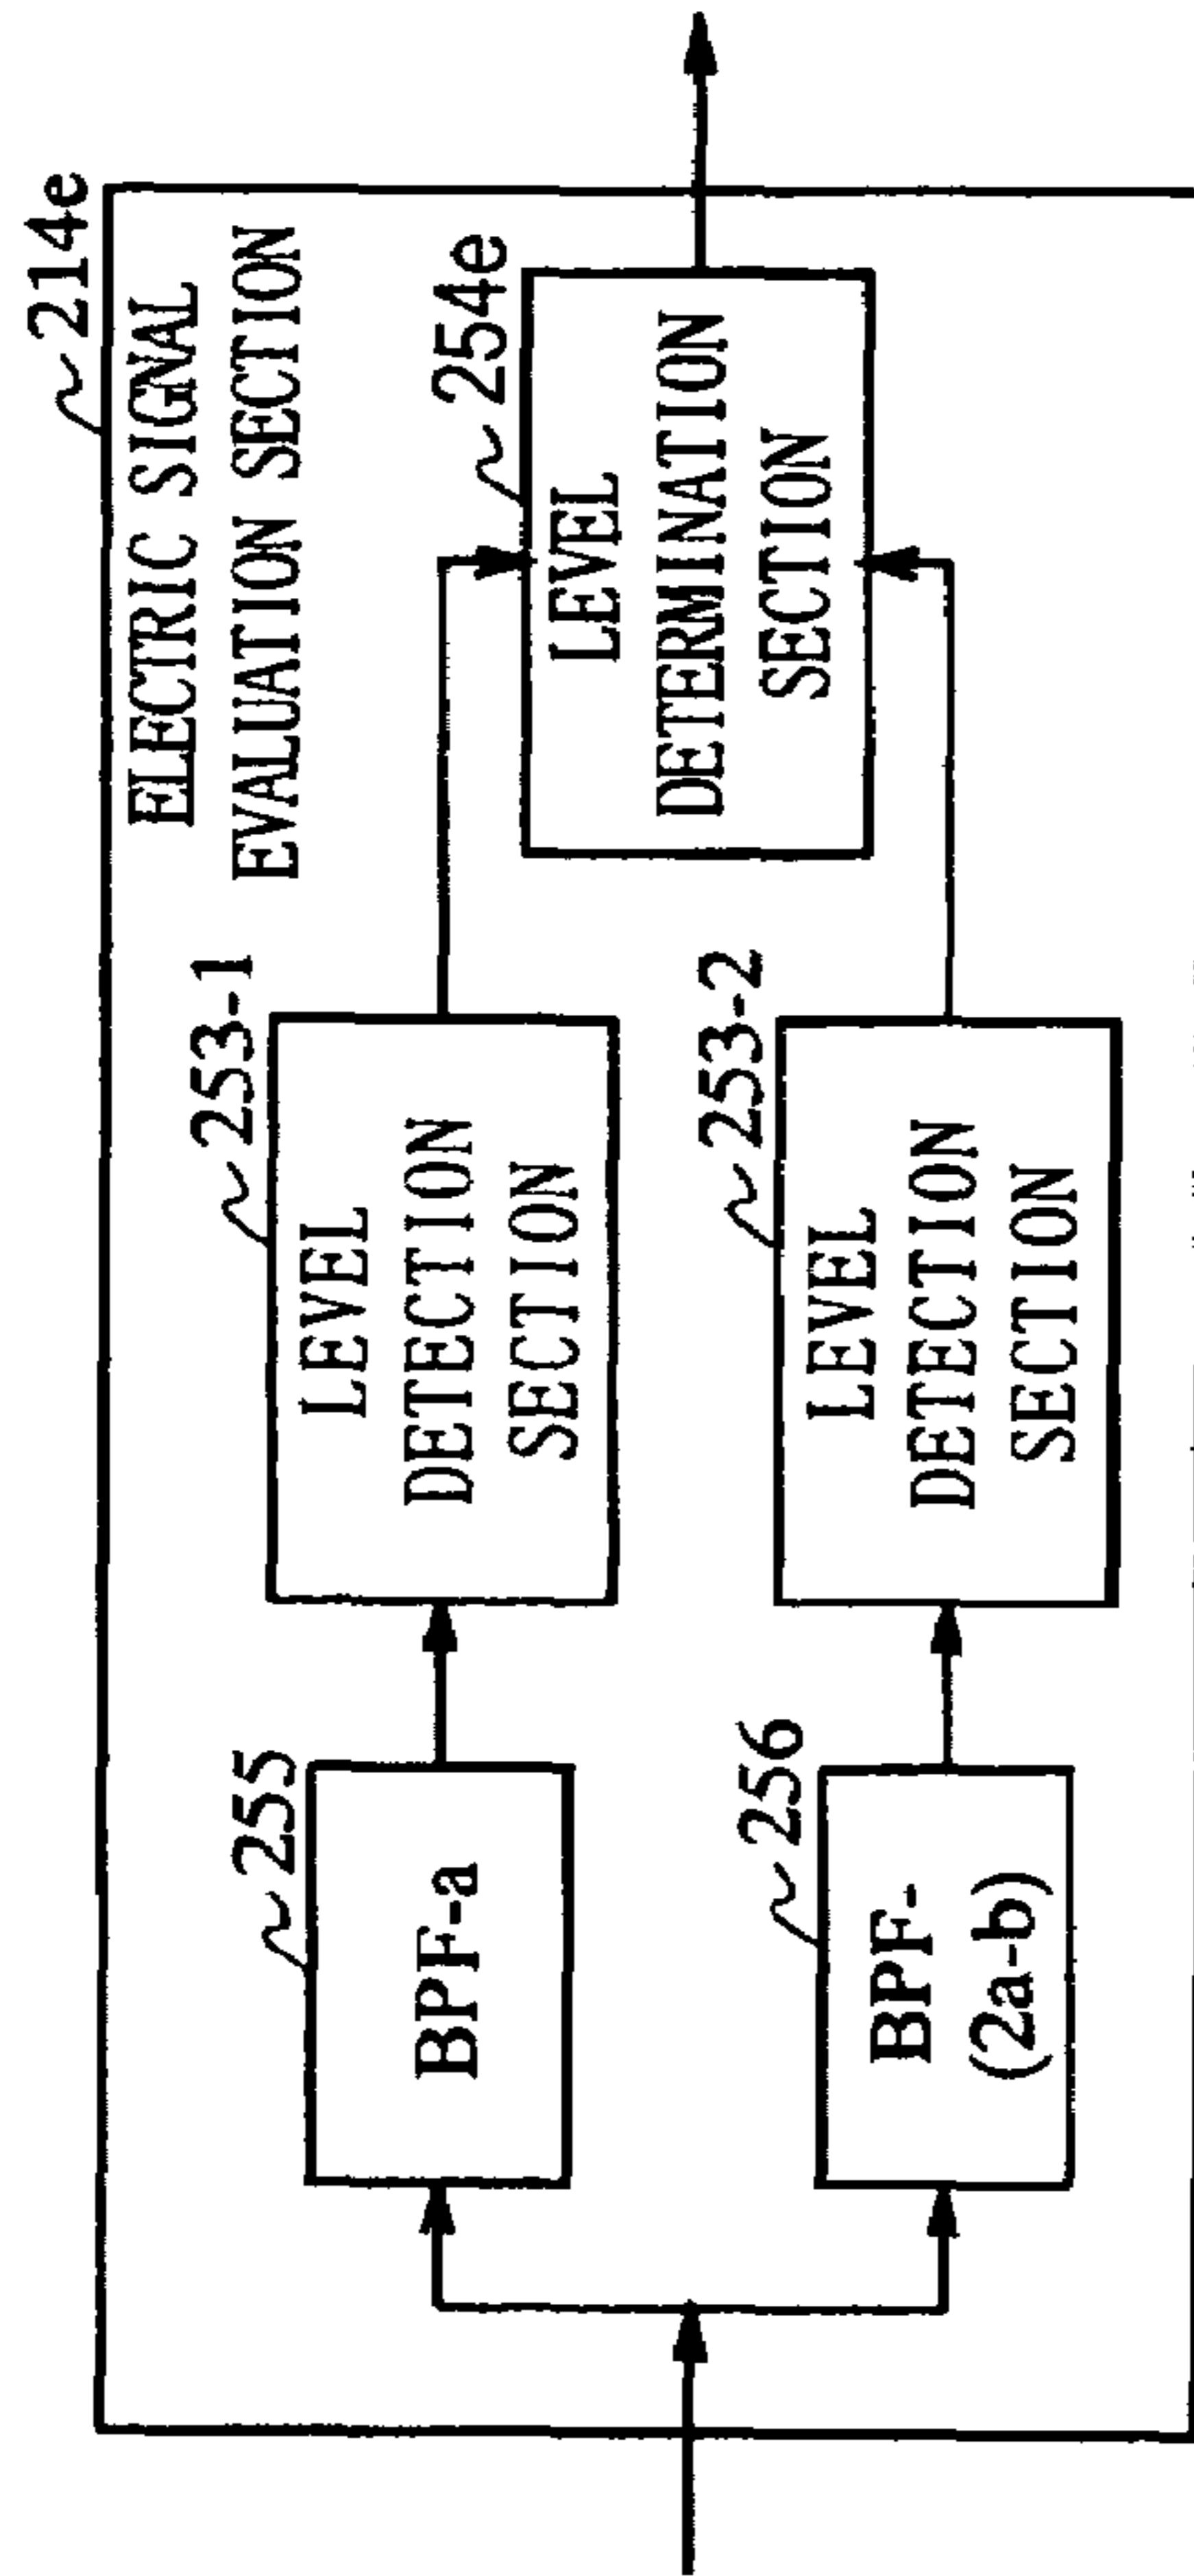 214e
ELECTRIC SIGNAL
EVALUATION SECTION
255
BPF-a
253-1
LEVEL
DETECTION
SECTION
254e
LEVEL
DETERMINATION
SECTION
256
BPF-
(2a-b)
253-2
LEVEL
DETECTION
SECTION